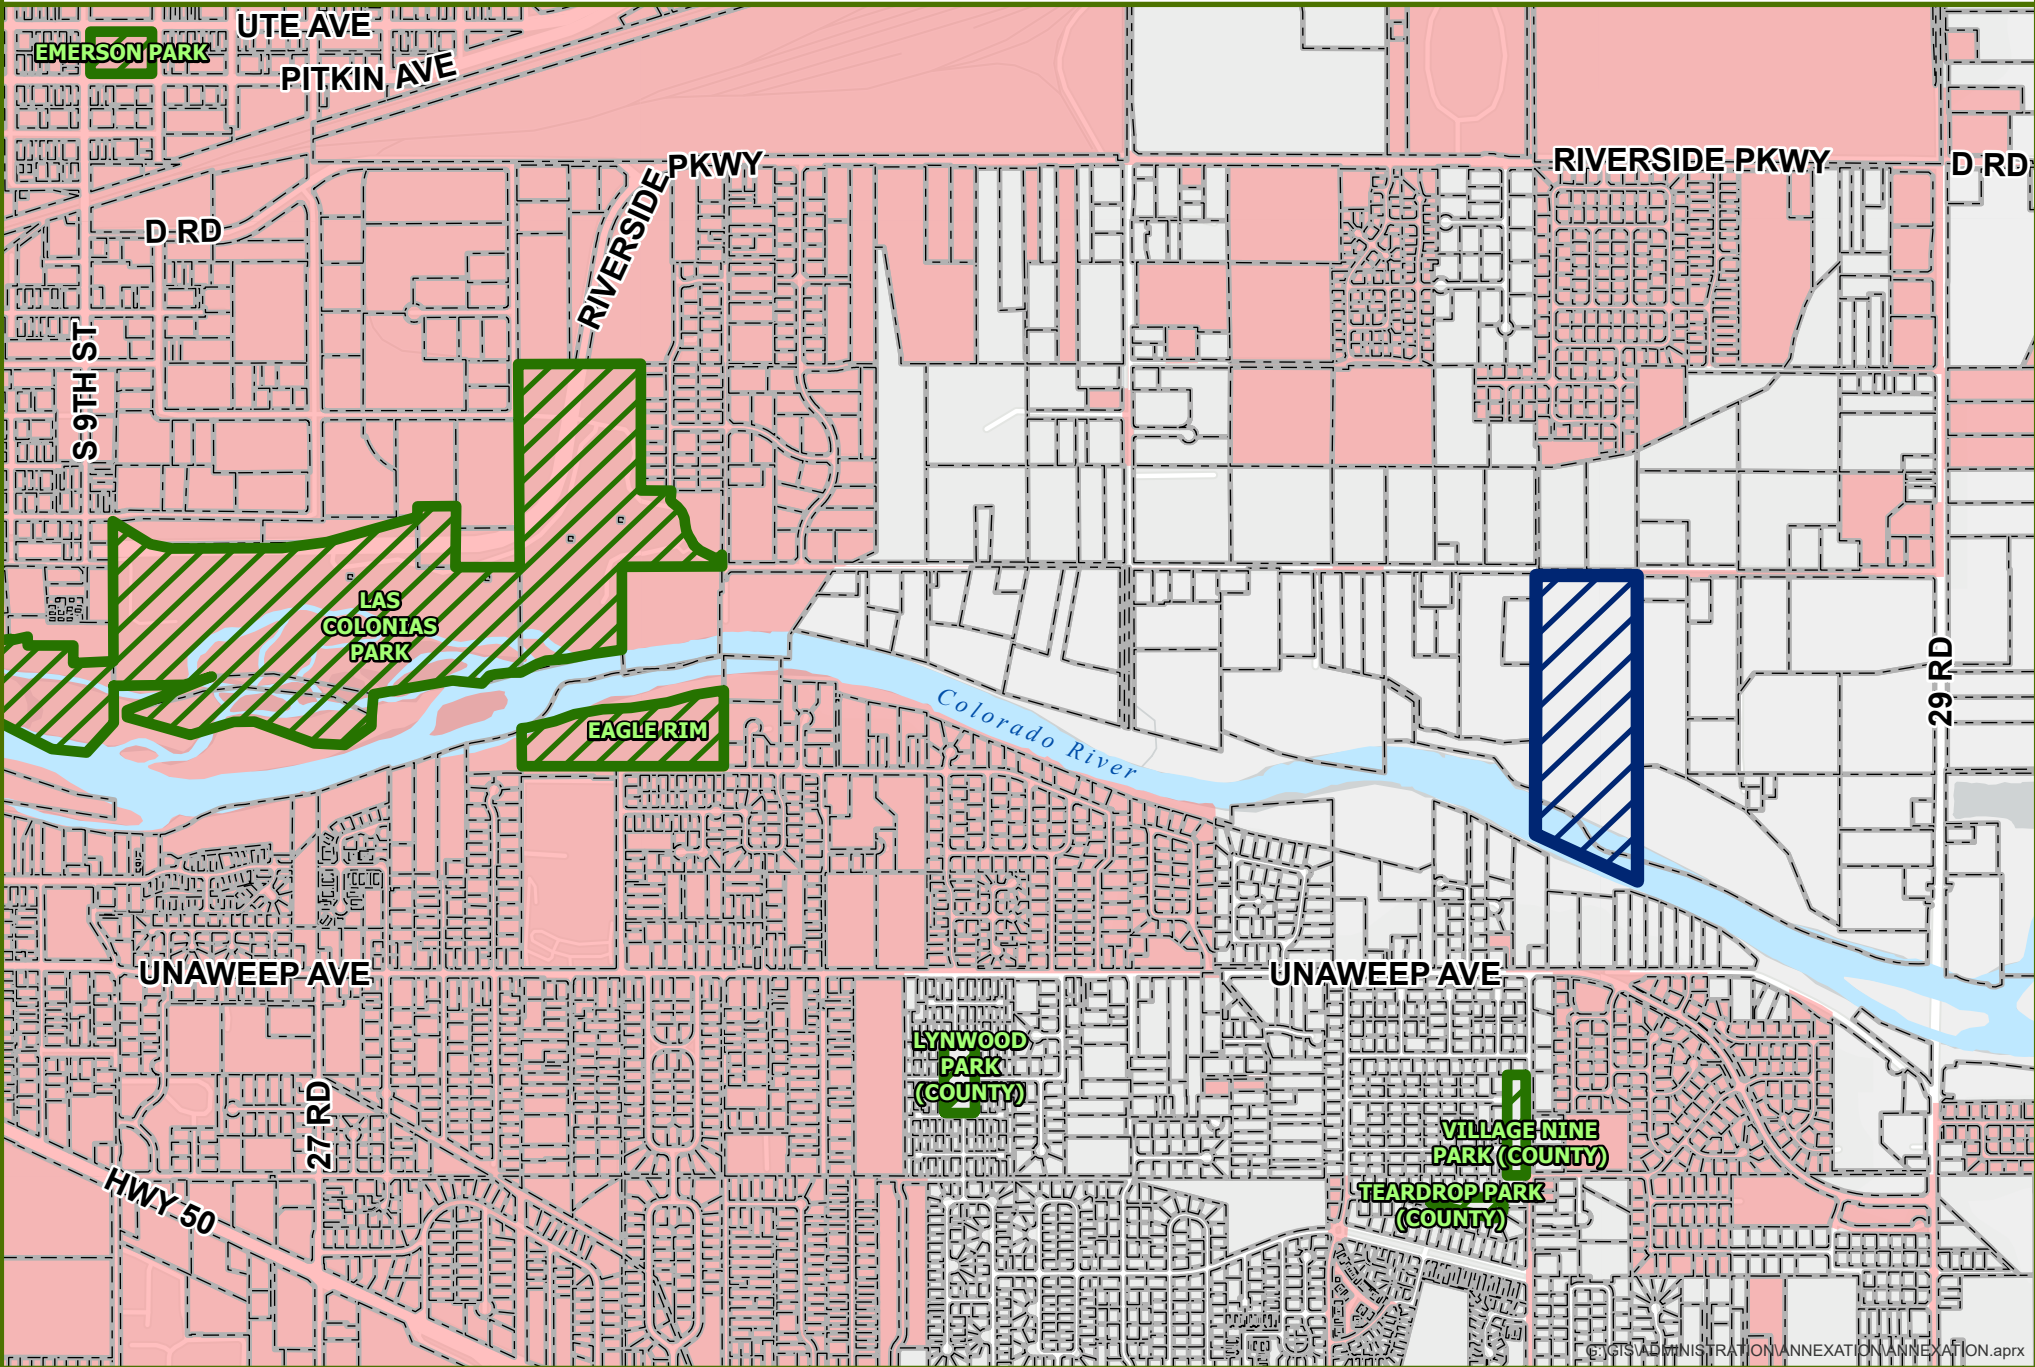 UTE AVE
EMERSON PARK
PITKIN AVE
RIVERSIDE PKWY
RIVERSIDE PKWY
D RD
D RD
S 9TH ST
LAS
COLONIAS
PARK
EAGLE RIM
Colorado River
29 RD
UNAWEEP AVE
UNAWEEP AVE
LYNWOOD
PARK
(COUNTY)
27 RD
VILLAGE NINE
PARK (COUNTY)
TEARDROP PARK
(COUNTY)
HWY 50
G:\GIS\ADMINISTRATION\ANNEXATION\ANNEXATION.aprx